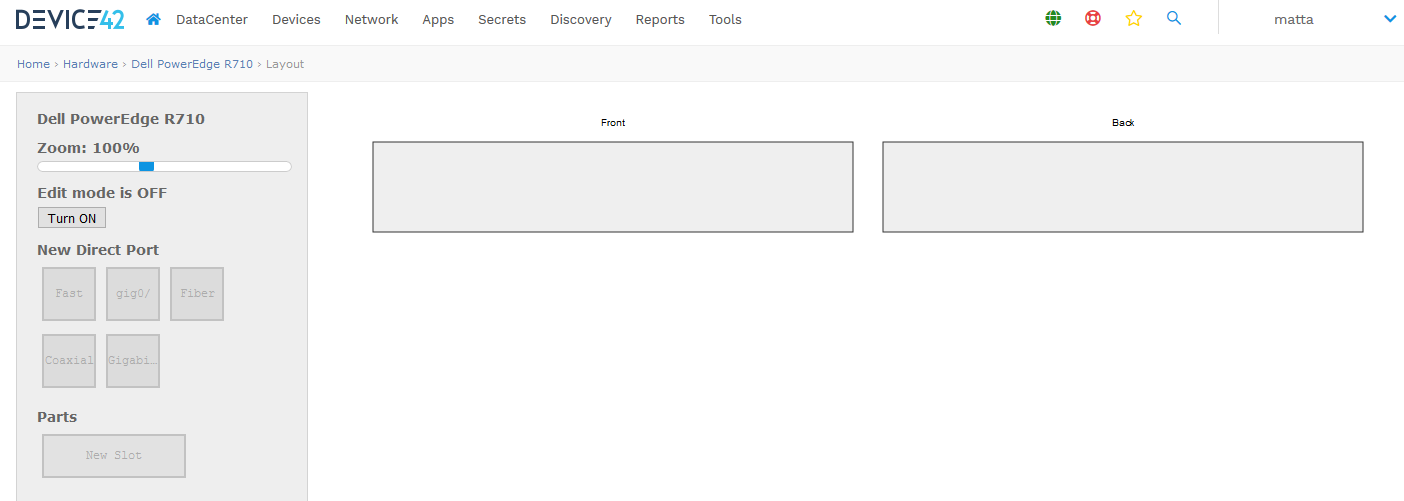 DEVICE42 DataCenter Devices Network Apps Secrets Discovery Reports Tools matta
Home › Hardware › Dell PowerEdge R710 › Layout
Dell PowerEdge R710
Zoom: 100%
Edit mode is OFF
Turn ON
New Direct Port
Fast gig0/ Fiber
Coaxial Gigabi…
Parts
New Slot
Front Back